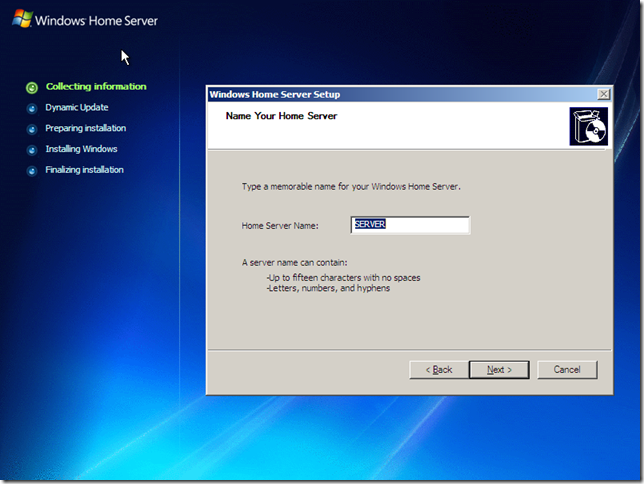 Windows Home Server
Collecting information
Dynamic Update
Preparing installation
Installing Windows
Finalizing installation
Windows Home Server Setup
Name Your Home Server
Type a memorable name for your Windows Home Server.
Home Server Name: SERVER
A server name can contain:
-Up to fifteen characters with no spaces
-Letters, numbers, and hyphens
< Back Next > Cancel